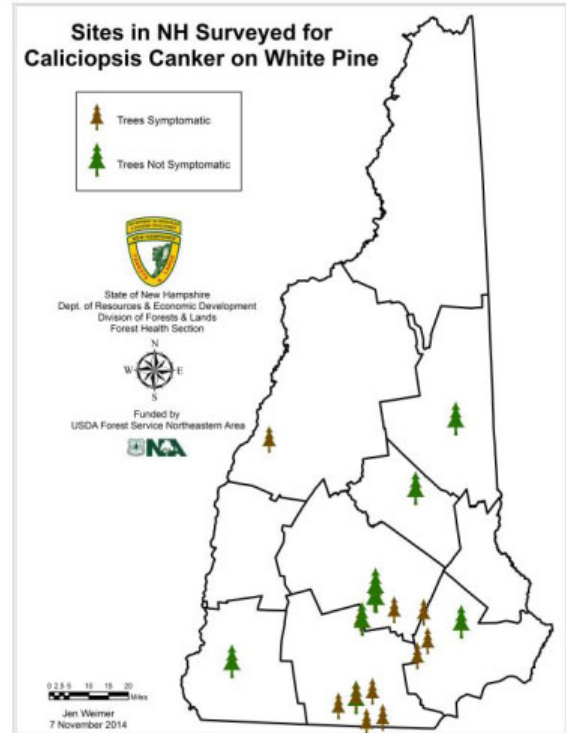 Sites in NH Surveyed for
Caliciopsis Canker on White Pine
Trees Symptomatic
Trees Not Symptomatic
State of New Hampshire
Dept. of Resources & Economic Development
Division of Forests & Lands
Forest Health Section
N
W E
S
Funded by
USDA Forest Service Northeastern Area
NA
0 2.5 5 10 15 20
Miles
Jen Weimer
7 November 2014